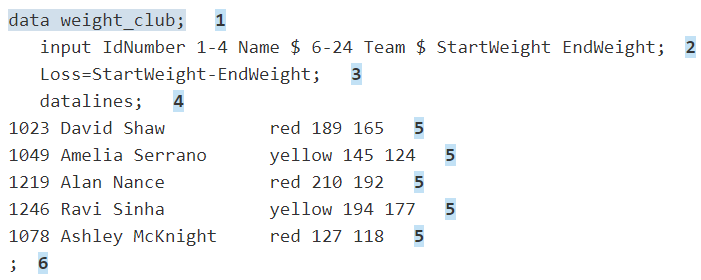 data weight_club;   1
   input IdNumber 1-4 Name $ 6-24 Team $ StartWeight EndWeight;  2
   Loss=StartWeight-EndWeight;   3
   datalines;   4
1023 David Shaw          red 189 165   5
1049 Amelia Serrano      yellow 145 124   5
1219 Alan Nance          red 210 192   5
1246 Ravi Sinha          yellow 194 177   5
1078 Ashley McKnight     red 127 118   5
;  6